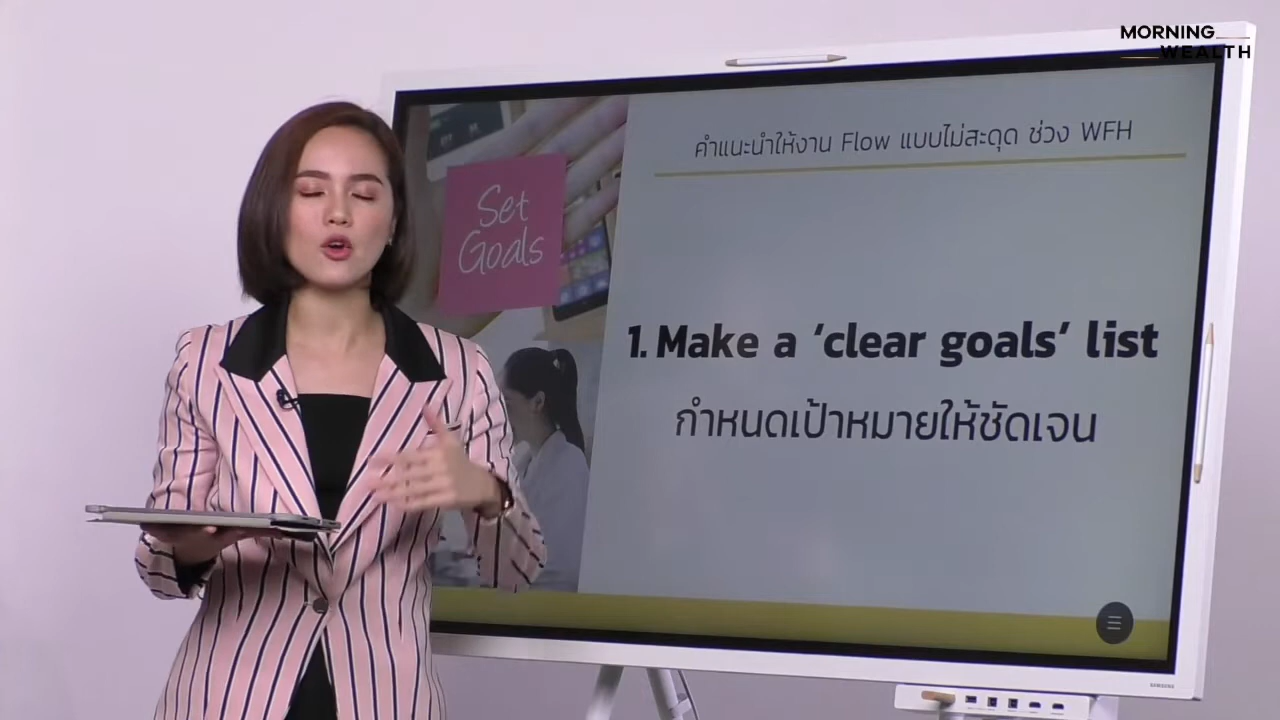 MORNING
WEALTH
คำแนะนำให้งาน Flow แบบไม่สะดุด ช่วง WFH
Set
Goals
1. Make a ‘clear goals’ list
กำหนดเป้าหมายให้ชัดเจน
SAMSUNG